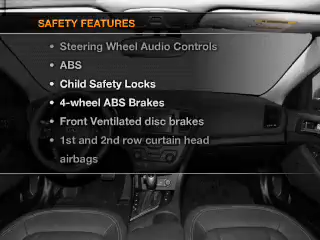 SAFETY FEATURES
• Steering Wheel Audio Controls
• ABS
• Child Safety Locks
• 4-wheel ABS Brakes
• Front Ventilated disc brakes
• 1st and 2nd row curtain head
airbags